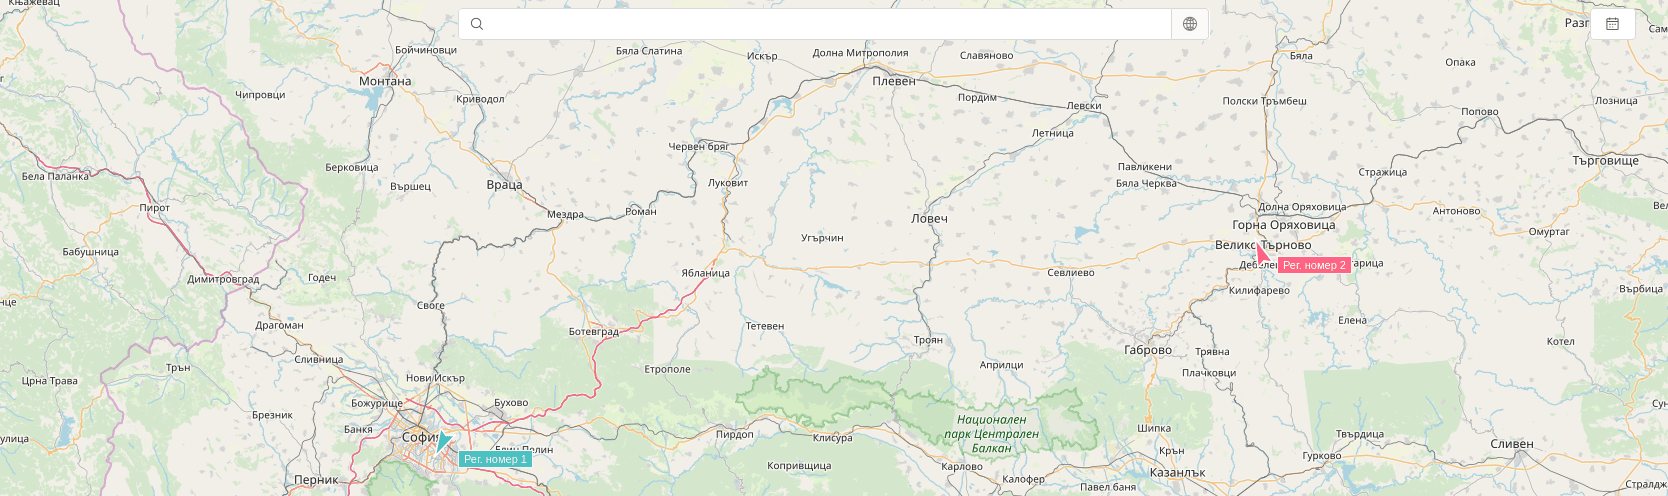 Књажевац
Разг
Сам
Бойчиновци
Бяла Слатина
Искър
Долна Митрополия
Славяново
Бяла
Опака
Монтана
Плевен
Чипровци
Криводол
Пордим
Левски
Полски Тръмбеш
Лозница
Попово
Летница
Червен бряг
Берковица
Павликени
Търговище
Бела Паланка
Вършец
Враца
Луковит
Бяла Черква
Стражица
Пирот
Мездра
Роман
Ловеч
Долна Оряховица
Антоново
Горна Оряховица
Омуртаг
Бабушница
Угърчин
Велико Търново
Дебелец
Рег. номер 2
Димитровград
Годеч
Ябланица
Севлиево
Килифарево
Върбица
Своге
Драгоман
Ботевград
Тетевен
Елена
Троян
Габрово
Трявна
Котел
Сливница
Трън
Етрополе
Априлци
Плачковци
Црна Трава
Нови Искър
Божурище
Бухово
Брезник
Банкя
София
Пирдоп
Клисура
Национален
парк Централен
Балкан
Шипка
Твърдица
Сливен
Елин Пелин
Рег. номер 1
Крън
Гурково
Перник
Копривщица
Карлово
Калофер
Казанлък
Павел баня